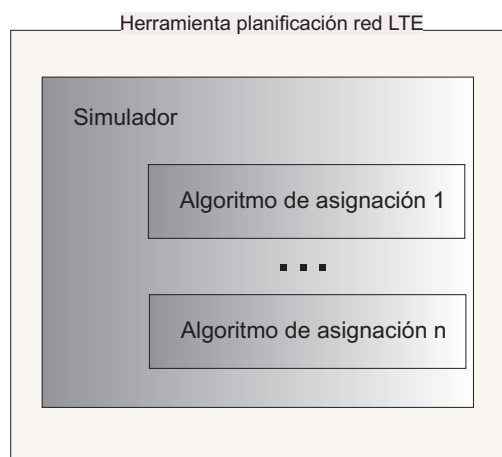 Herramienta planificación red LTE
Simulador
Algoritmo de asignación 1
...
Algoritmo de asignación n